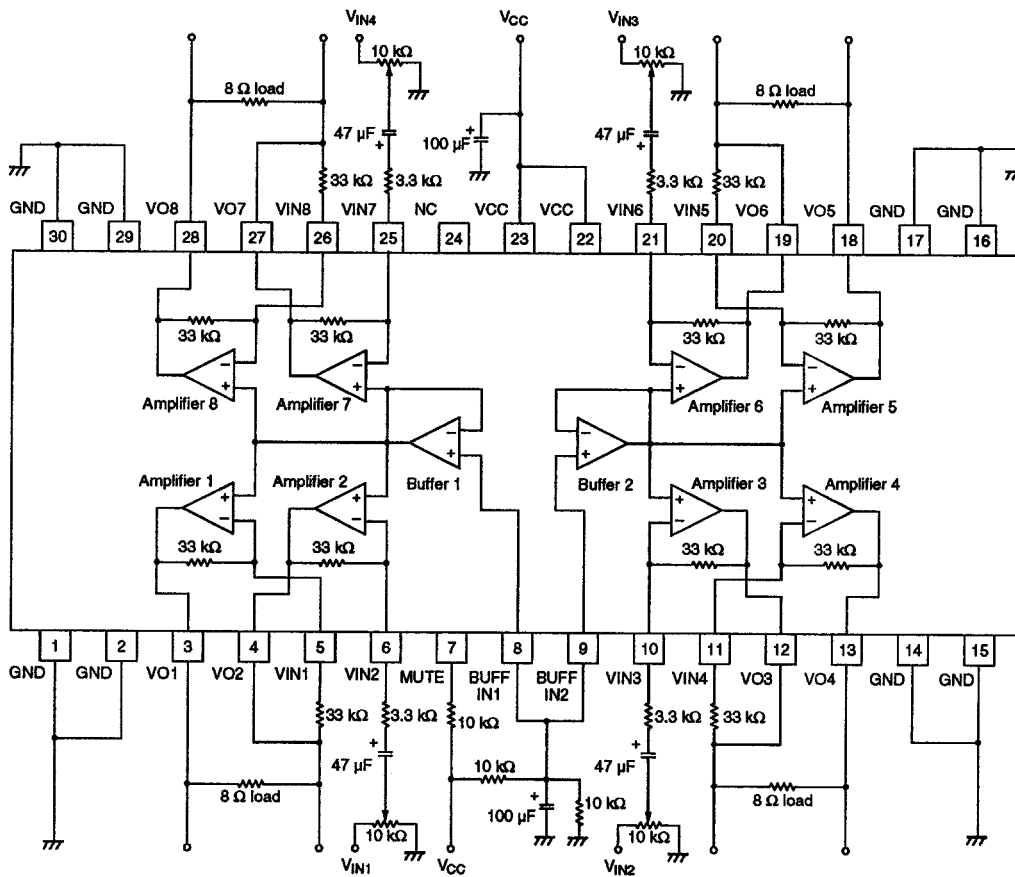 VIN4 VCC VIN3
10 kΩ 10 kΩ
8 Ω load 8 Ω load
47 μF + 100 μF + 47 μF +
33 kΩ 3.3 kΩ 3.3 kΩ 33 kΩ
GND GND VO8 VO7 VIN8 VIN7 NC VCC VCC VIN6 VIN5 VO6 VO5 GND GND
30 29 28 27 26 25 24 23 22 21 20 19 18 17 16
33 kΩ 33 kΩ 33 kΩ 33 kΩ
− + − + − + − +
Amplifier 8 Amplifier 7 Amplifier 6 Amplifier 5
− + − +
Amplifier 1 Amplifier 2 Buffer 1 Buffer 2 Amplifier 3 Amplifier 4
+ − + − + − + −
33 kΩ 33 kΩ 33 kΩ 33 kΩ
1 2 3 4 5 6 7 8 9 10 11 12 13 14 15
GND GND VO1 VO2 VIN1 VIN2 MUTE BUFF IN1 BUFF IN2 VIN3 VIN4 VO3 VO4 GND GND
33 kΩ 3.3 kΩ 10 kΩ 3.3 kΩ 33 kΩ
47 μF + 10 kΩ 47 μF +
8 Ω load 100 μF + 10 kΩ 8 Ω load
10 kΩ 10 kΩ
VIN1 VCC VIN2